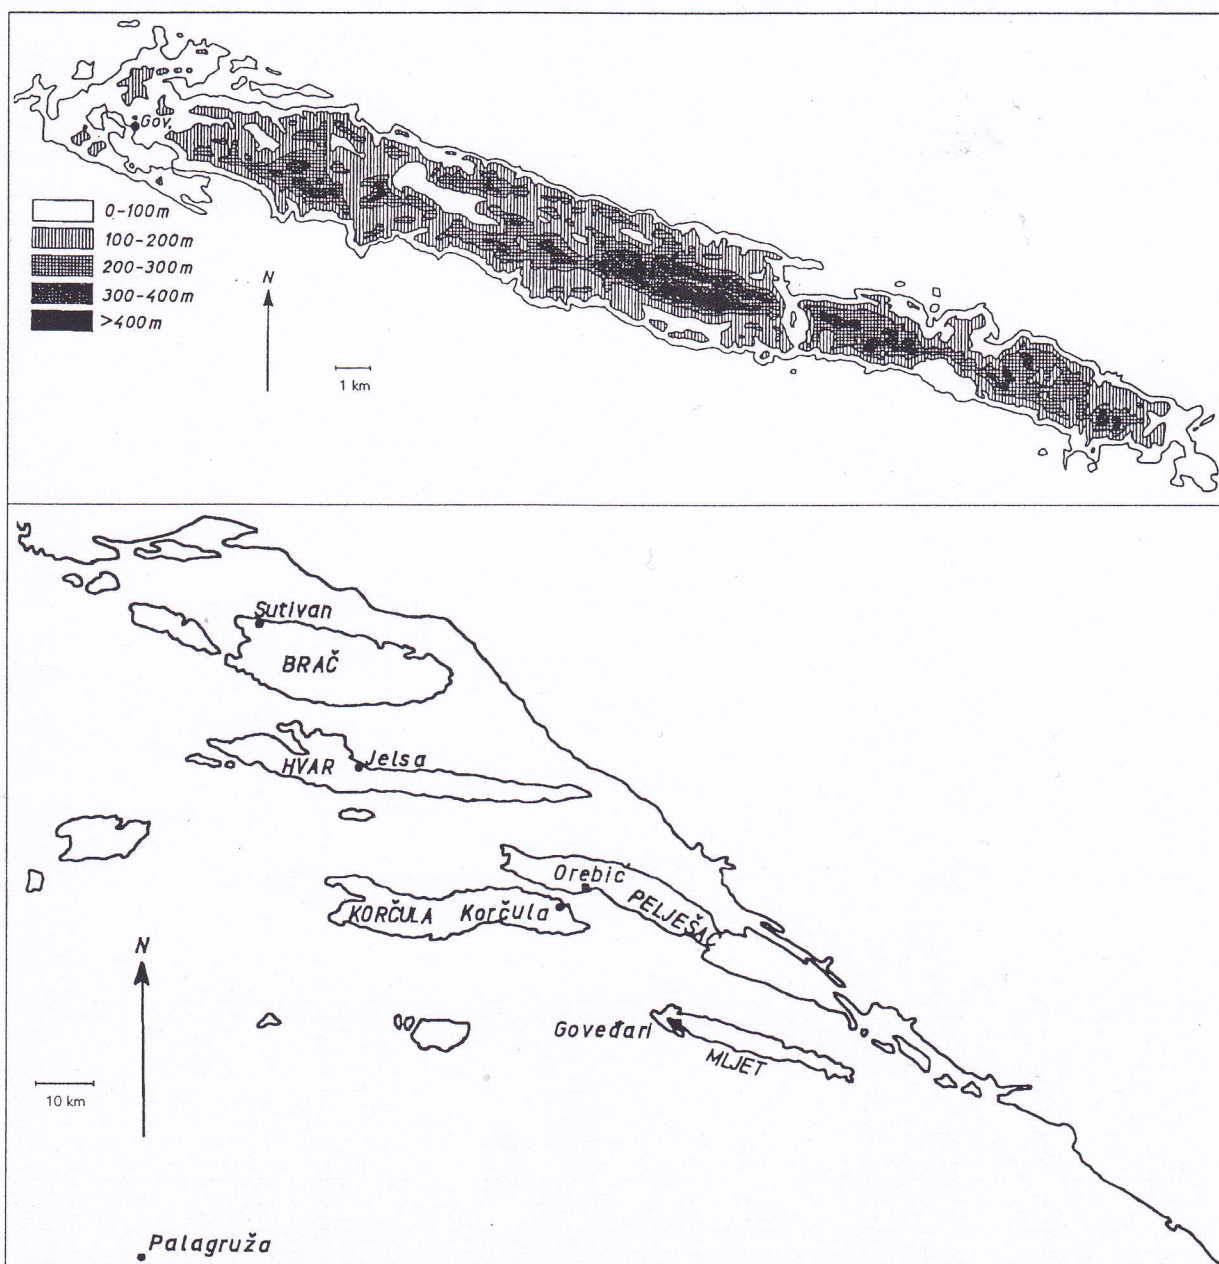 Gov.
0-100m
100-200m
200-300m
300-400m
>400m
N
1 km
Sutivan
BRAČ
Jelsa
HVAR
Orebić
PELJEŠAC
KORČULA Korčula
N
Goveđari
MLJET
10 km
Palagruža